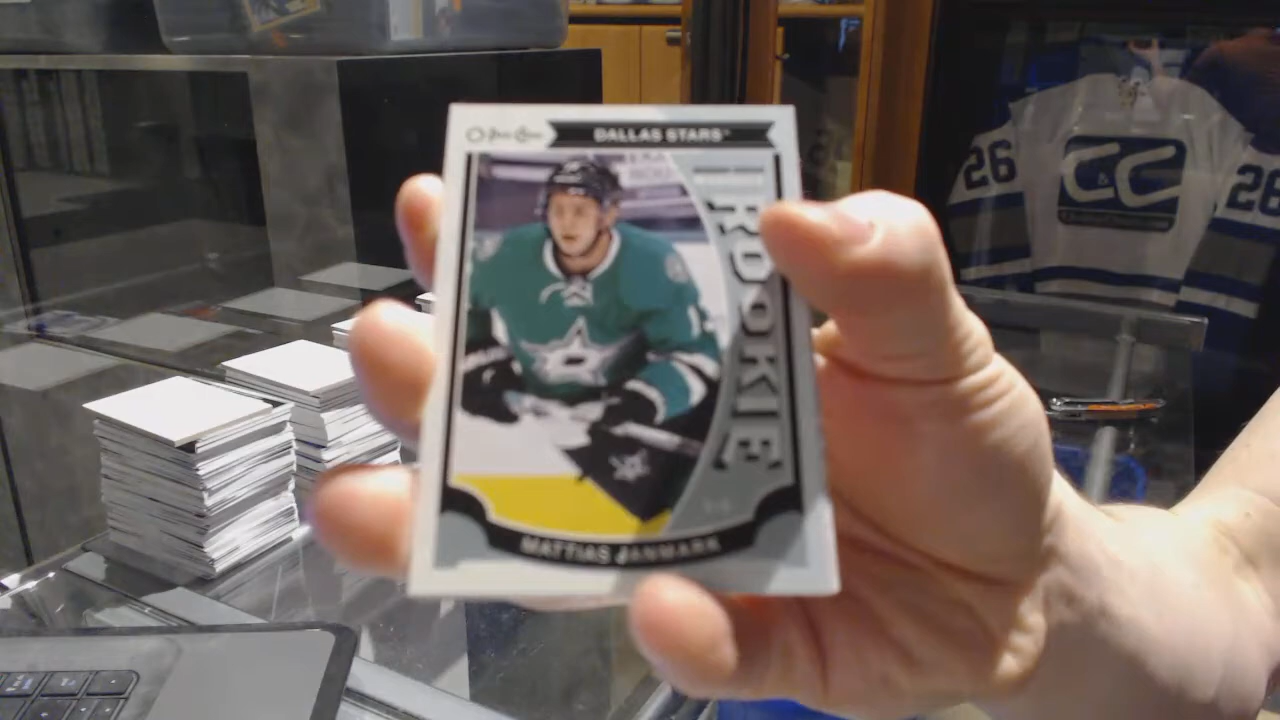 O-Pee-Chee
DALLAS STARS
ROOKIE
MATTIAS JANMARK
26
C&C
26